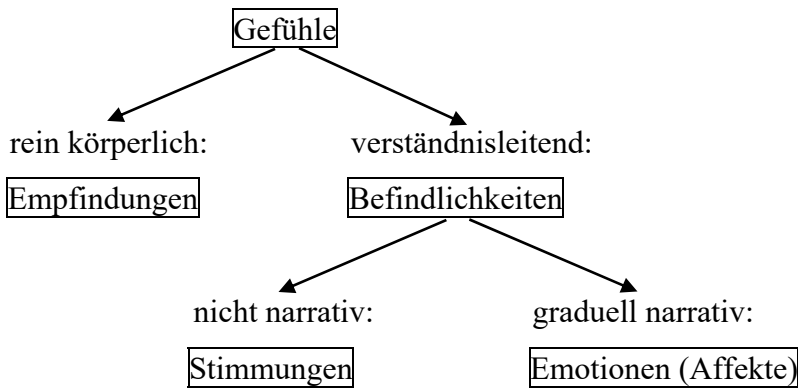 Gefühle
rein körperlich:
verständnisleitend:
Empfindungen
Befindlichkeiten
nicht narrativ:
graduell narrativ:
Stimmungen
Emotionen (Affekte)